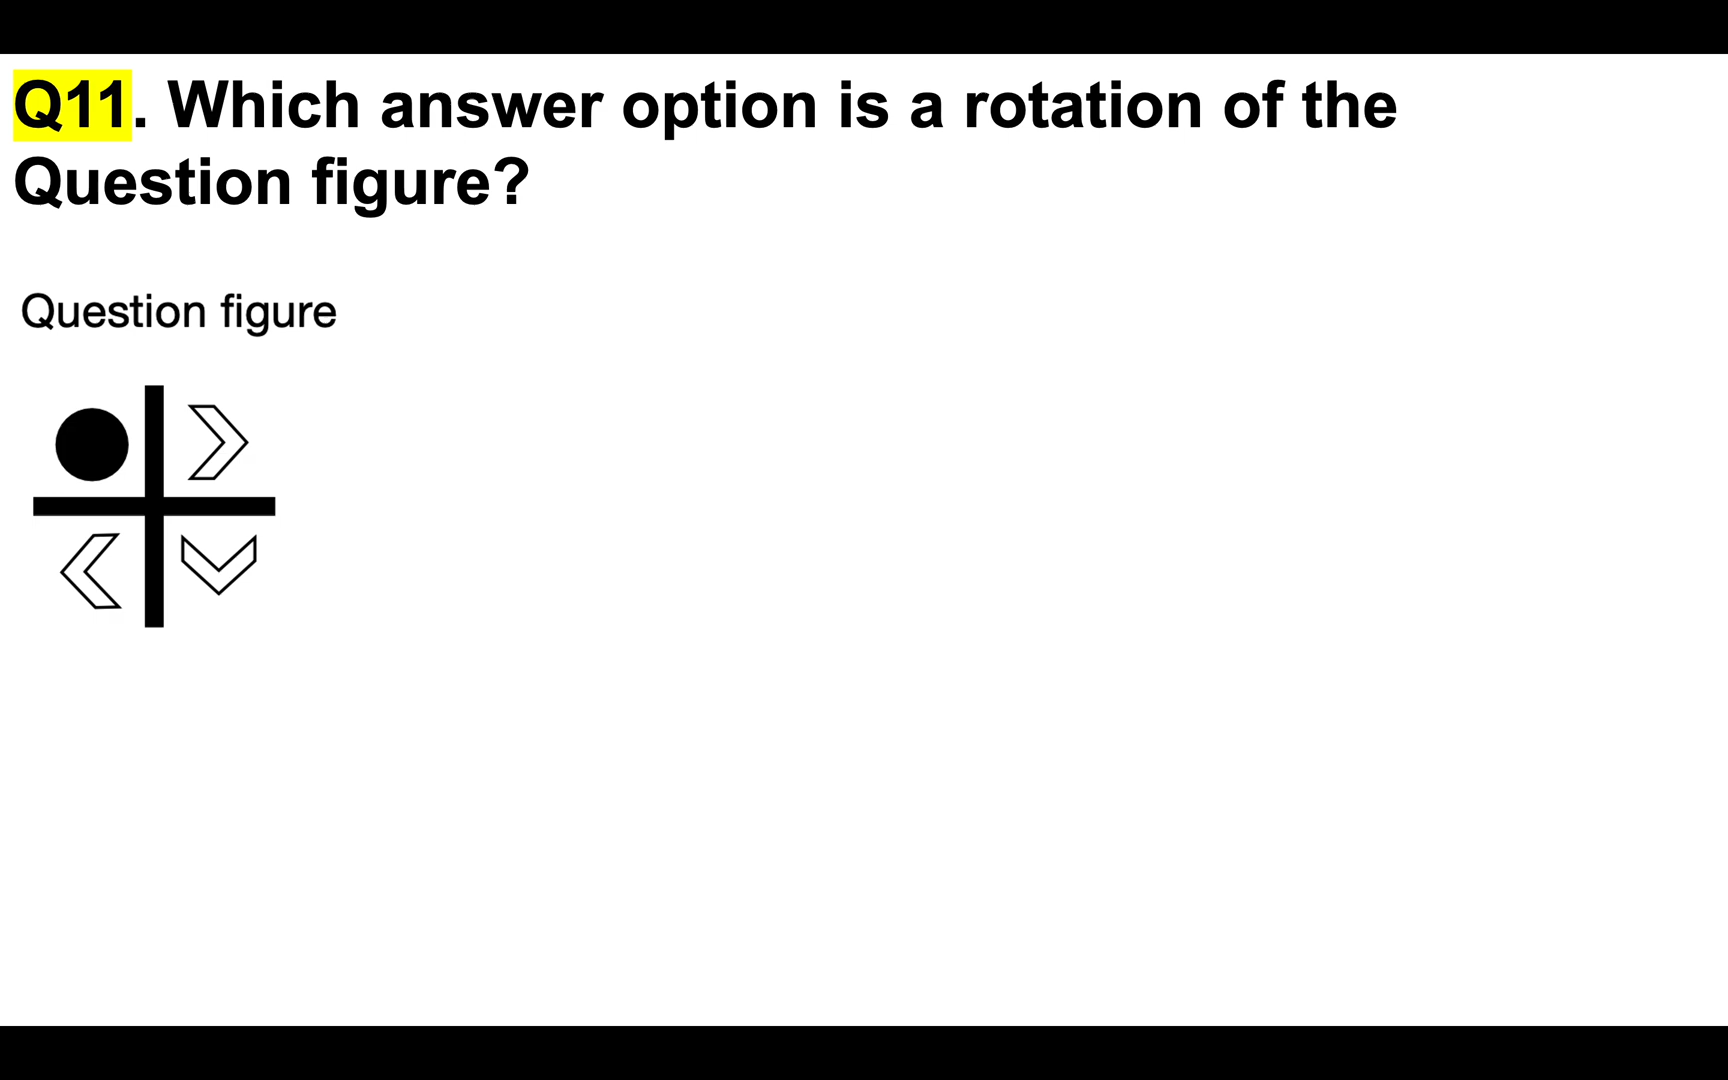 Q11. Which answer option is a rotation of the
Question figure?
Question figure